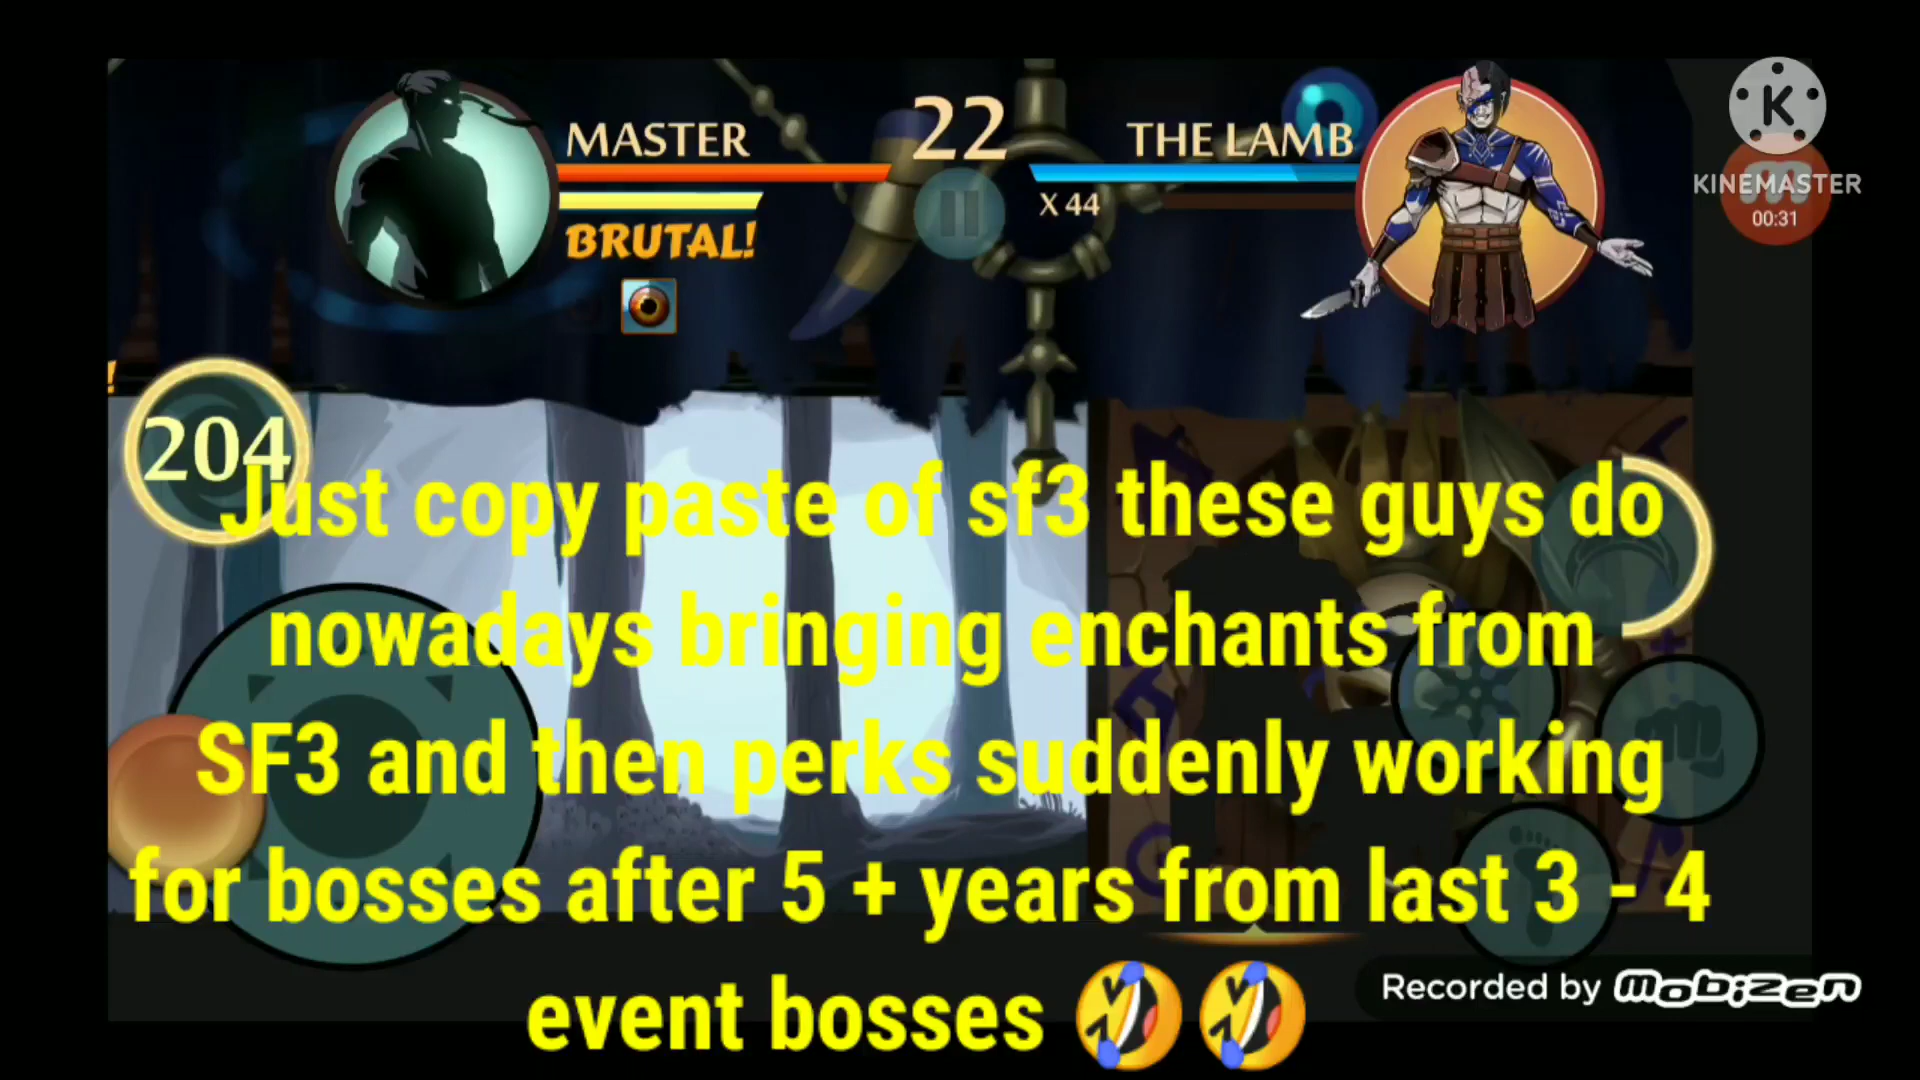 MASTER
22
THE LAMB
X 44
BRUTAL!
K
KINEMASTER
00:31
!
204
Just copy paste of sf3 these guys do
nowadays bringing enchants from
SF3 and then perks suddenly working
for bosses after 5 + years from last 3 - 4
event bosses 🤣🤣
Recorded by mobizen